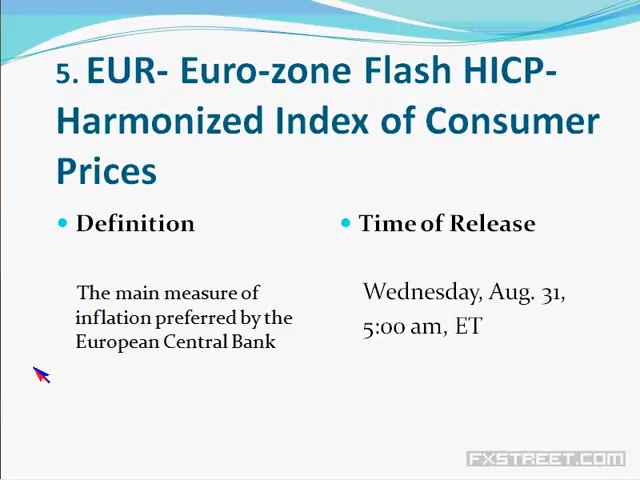 5. EUR- Euro-zone Flash HICP-
Harmonized Index of Consumer
Prices
• Definition
The main measure of
inflation preferred by the
European Central Bank
• Time of Release
Wednesday, Aug. 31,
5:00 am, ET
FXSTREET.COM